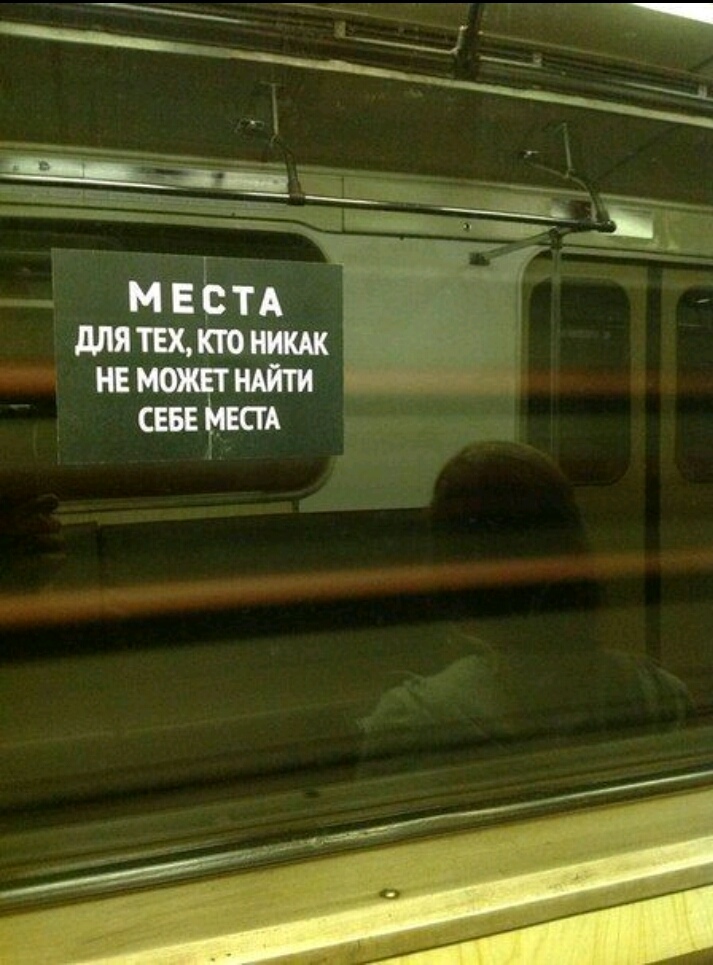 МЕСТА
ДЛЯ ТЕХ, КТО НИКАК
НЕ МОЖЕТ НАЙТИ
СЕБЕ МЕСТА